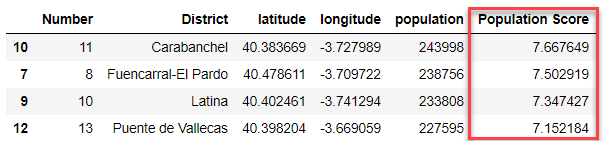 Number District latitude longitude population Population Score
10 11 Carabanchel 40.383669 -3.727989 243998 7.667649
7 8 Fuencarral-El Pardo 40.478611 -3.709722 238756 7.502919
9 10 Latina 40.402461 -3.741294 233808 7.347427
12 13 Puente de Vallecas 40.398204 -3.669059 227595 7.152184